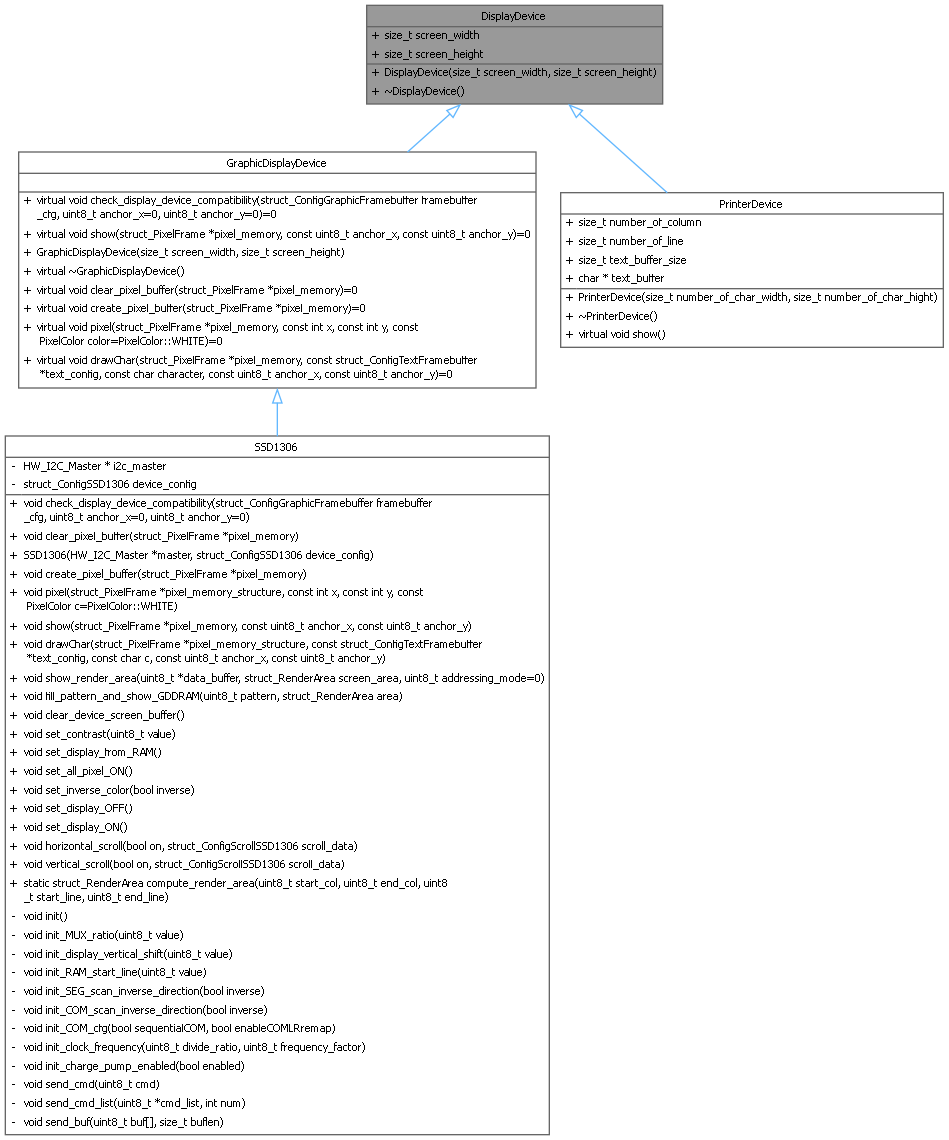 DisplayDevice
+ size_t screen_width
+ size_t screen_height
+ DisplayDevice(size_t screen_width, size_t screen_height)
+ ~DisplayDevice()
GraphicDisplayDevice
+ virtual void check_display_device_compatibility(struct_ConfigGraphicFramebuffer framebuffer
_cfg, uint8_t anchor_x=0, uint8_t anchor_y=0)=0
+ virtual void show(struct_PixelFrame *pixel_memory, const uint8_t anchor_x, const uint8_t anchor_y)=0
+ GraphicDisplayDevice(size_t screen_width, size_t screen_height)
+ virtual ~GraphicDisplayDevice()
+ virtual void clear_pixel_buffer(struct_PixelFrame *pixel_memory)=0
+ virtual void create_pixel_buffer(struct_PixelFrame *pixel_memory)=0
+ virtual void pixel(struct_PixelFrame *pixel_memory, const int x, const int y, const
PixelColor color=PixelColor::WHITE)=0
+ virtual void drawChar(struct_PixelFrame *pixel_memory, const struct_ConfigTextFramebuffer
*text_config, const char character, const uint8_t anchor_x, const uint8_t anchor_y)=0
PrinterDevice
+ size_t number_of_column
+ size_t number_of_line
+ size_t text_buffer_size
+ char * text_buffer
+ PrinterDevice(size_t number_of_char_width, size_t number_of_char_hight)
+ ~PrinterDevice()
+ virtual void show()
SSD1306
- HW_I2C_Master * i2c_master
- struct_ConfigSSD1306 device_config
+ void check_display_device_compatibility(struct_ConfigGraphicFramebuffer framebuffer
_cfg, uint8_t anchor_x=0, uint8_t anchor_y=0)
+ void clear_pixel_buffer(struct_PixelFrame *pixel_memory)
+ SSD1306(HW_I2C_Master *master, struct_ConfigSSD1306 device_config)
+ void create_pixel_buffer(struct_PixelFrame *pixel_memory)
+ void pixel(struct_PixelFrame *pixel_memory_structure, const int x, const int y, const
PixelColor c=PixelColor::WHITE)
+ void show(struct_PixelFrame *pixel_memory, const uint8_t anchor_x, const uint8_t anchor_y)
+ void drawChar(struct_PixelFrame *pixel_memory_structure, const struct_ConfigTextFramebuffer
*text_config, const char c, const uint8_t anchor_x, const uint8_t anchor_y)
+ void show_render_area(uint8_t *data_buffer, struct_RenderArea screen_area, uint8_t addressing_mode=0)
+ void fill_pattern_and_show_GDDRAM(uint8_t pattern, struct_RenderArea area)
+ void clear_device_screen_buffer()
+ void set_contrast(uint8_t value)
+ void set_display_from_RAM()
+ void set_all_pixel_ON()
+ void set_inverse_color(bool inverse)
+ void set_display_OFF()
+ void set_display_ON()
+ void horizontal_scroll(bool on, struct_ConfigScrollSSD1306 scroll_data)
+ void vertical_scroll(bool on, struct_ConfigScrollSSD1306 scroll_data)
+ static struct_RenderArea compute_render_area(uint8_t start_col, uint8_t end_col, uint8
_t start_line, uint8_t end_line)
- void init()
- void init_MUX_ratio(uint8_t value)
- void init_display_vertical_shift(uint8_t value)
- void init_RAM_start_line(uint8_t value)
- void init_SEG_scan_inverse_direction(bool inverse)
- void init_COM_scan_inverse_direction(bool inverse)
- void init_COM_cfg(bool sequentialCOM, bool enableCOMLRremap)
- void init_clock_frequency(uint8_t divide_ratio, uint8_t frequency_factor)
- void init_charge_pump_enabled(bool enabled)
- void send_cmd(uint8_t cmd)
- void send_cmd_list(uint8_t *cmd_list, int num)
- void send_buf(uint8_t buf[], size_t buflen)